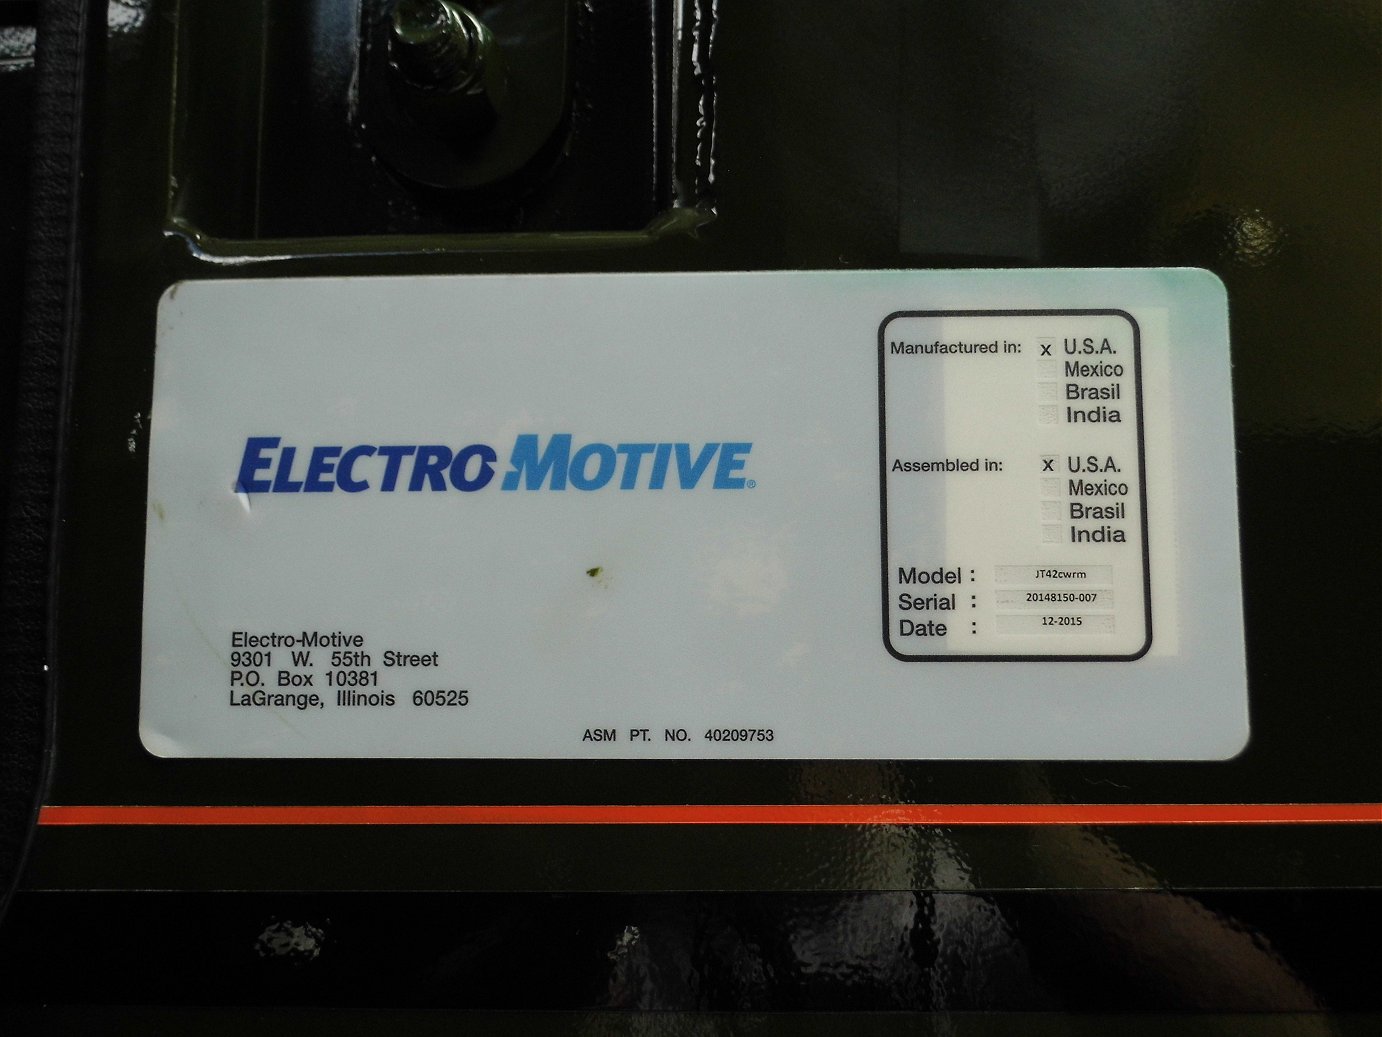 ELECTRO-MOTIVE®
Electro-Motive
9301 W. 55th Street
P.O. Box 10381
LaGrange, Illinois 60525
ASM PT. NO. 40209753
Manufactured in: x U.S.A.
Mexico
Brasil
India
Assembled in: x U.S.A.
Mexico
Brasil
India
Model : JT42cwrm
Serial : 20148150-007
Date : 12-2015